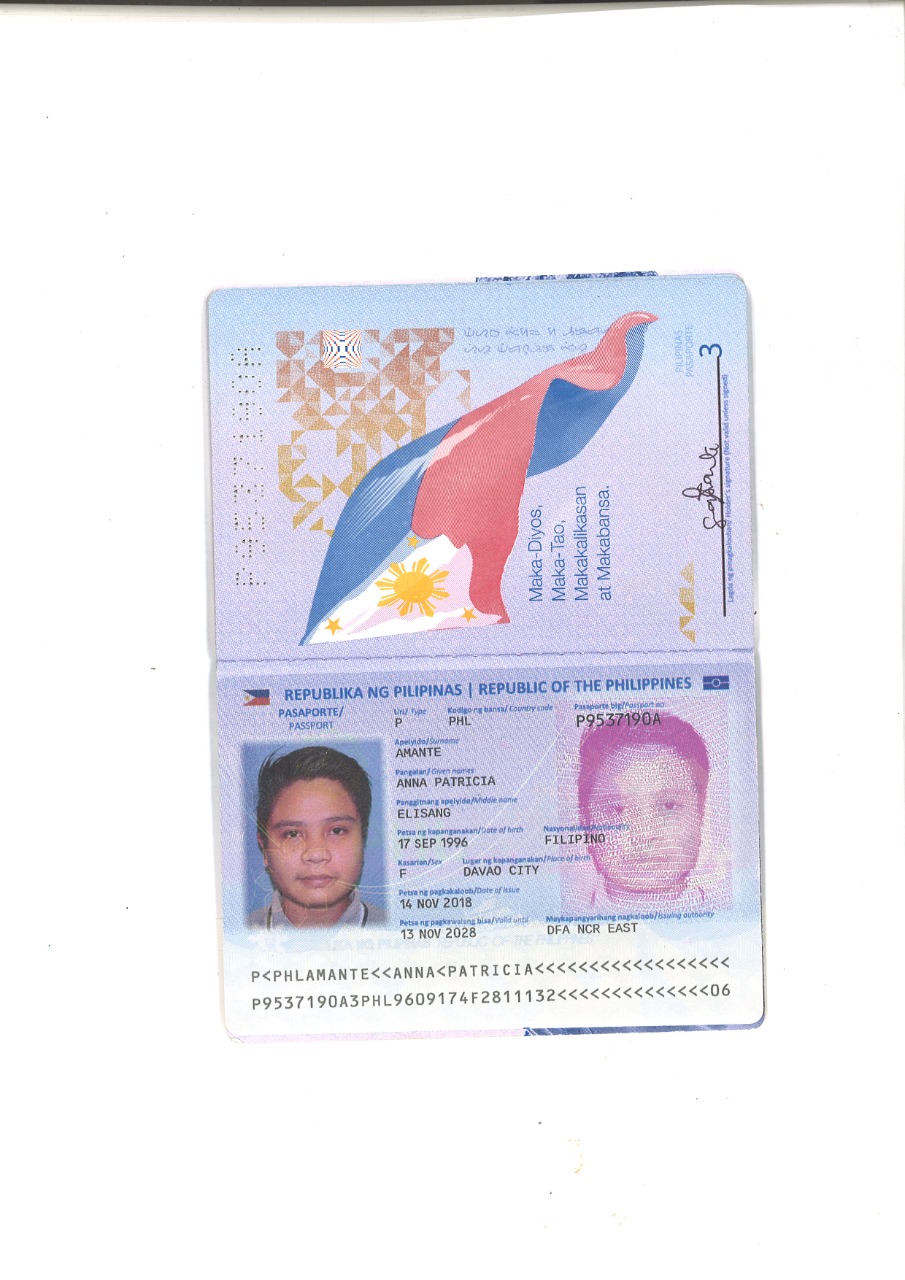 P9537190A
PILIPINAS
PASAPORTE
3
Maka-Diyos,
Maka-Tao,
Makakalikasan
at Makabansa.
Lagda ng pinagkalooban/ Holder's signature (Not valid unless signed)
REPUBLIKA NG PILIPINAS | REPUBLIC OF THE PHILIPPINES
PASAPORTE/
PASSPORT
Uri/ Type
Kodigo ng bansa/ Country code
Pasaporte blg/Passport no.
P
PHL
P9537190A
Apelyido/Surname
AMANTE
Pangalan/ Given names
ANNA PATRICIA
Panggitnang apelyido/Middle name
ELISANG
Petsa ng kapanganakan/Date of birth
Nasyonalidad/Nationality
17 SEP 1996
FILIPINO
Kasarian/Sex
Lugar ng kapanganakan/Place of birth
F
DAVAO CITY
Petsa ng pagkakaloob/Date of issue
14 NOV 2018
Petsa ng pagkawalang bisa/Valid until
Maykapangyarihang nagkaloob/Issuing authority
13 NOV 2028
DFA NCR EAST
P<PHLAMANTE<<ANNA<PATRICIA<<<<<<<<<<<<<<<<<<
P9537190A3PHL9609174F2811132<<<<<<<<<<<<<<06